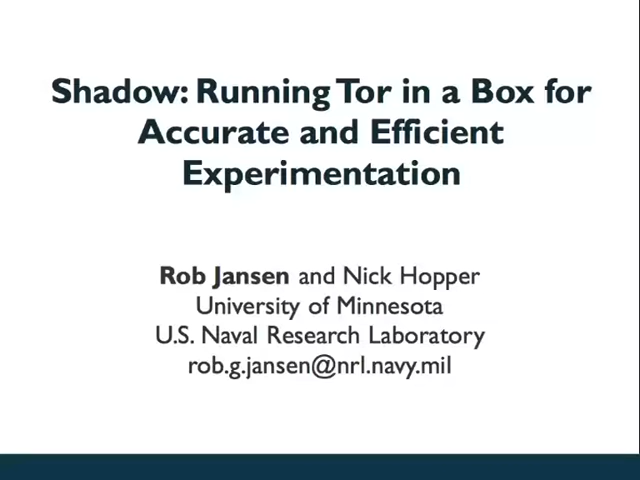 Shadow: Running Tor in a Box for
Accurate and Efficient
Experimentation
Rob Jansen and Nick Hopper
University of Minnesota
U.S. Naval Research Laboratory
rob.g.jansen@nrl.navy.mil